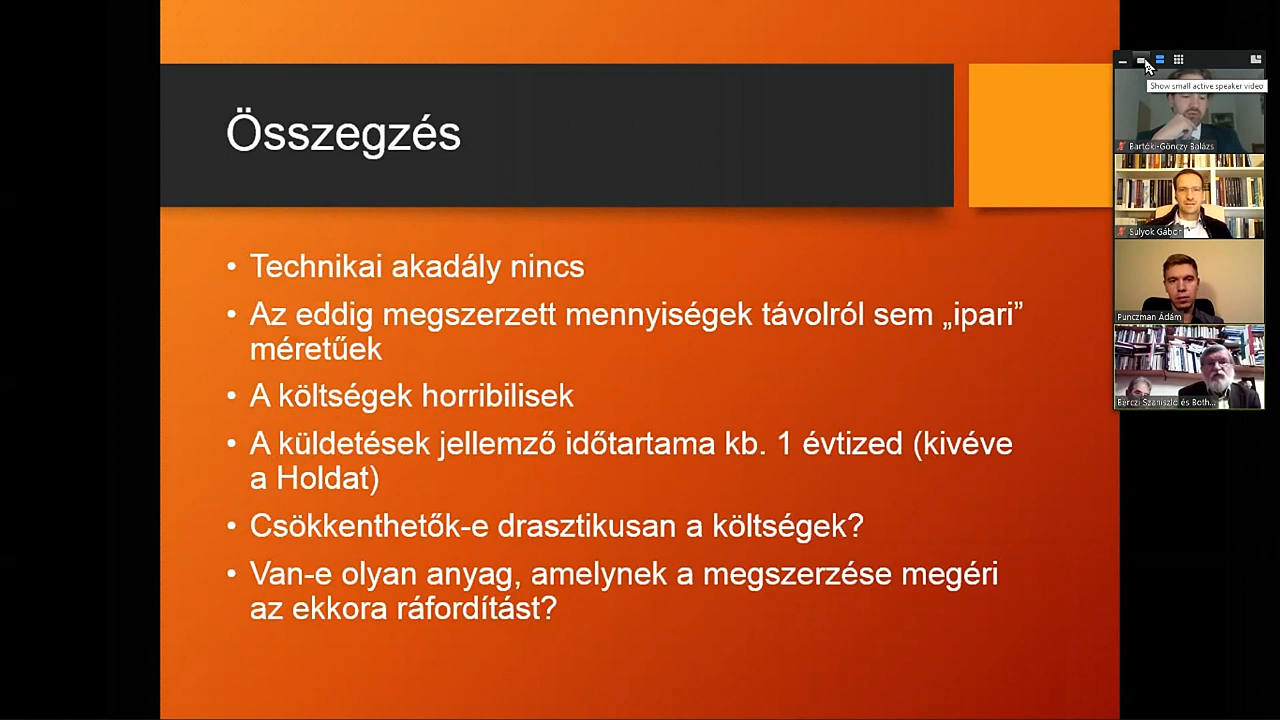 Összegzés
• Technikai akadály nincs
• Az eddig megszerzett mennyiségek távolról sem „ipari”
méretűek
• A költségek horribilisek
• A küldetések jellemző időtartama kb. 1 évtized (kivéve
a Holdat)
• Csökkenthetők-e drasztikusan a költségek?
• Van-e olyan anyag, amelynek a megszerzése megéri
az ekkora ráfordítást?
Show small active speaker video
Bartóki-Gönczy Balázs
Sulyok Gábor
Punczman Ádám
Bérczi Szaniszló és Both...